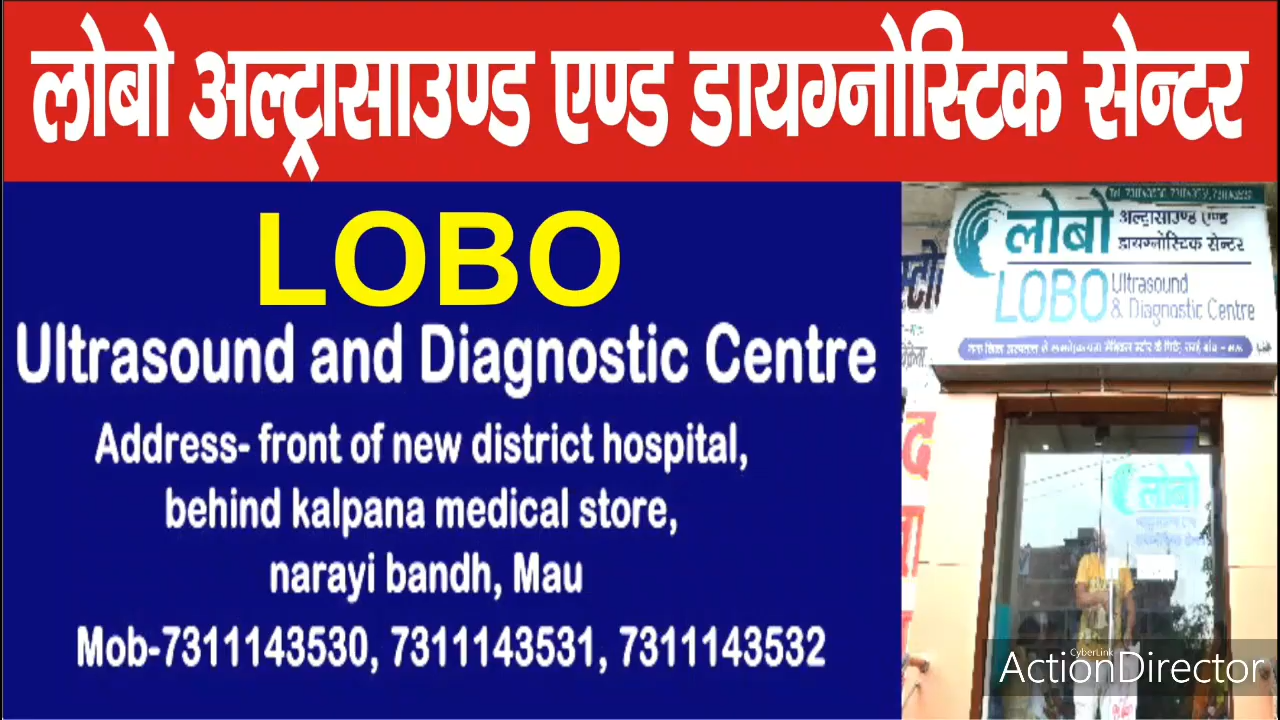 लोबो अल्ट्रासाउण्ड एण्ड डायग्नोस्टिक सेन्टर
LOBO
Ultrasound and Diagnostic Centre
Address- front of new district hospital,
behind kalpana medical store,
narayi bandh, Mau
Mob-7311143530, 7311143531, 7311143532
लोबो अल्ट्रासाउण्ड एण्ड
डायग्नोस्टिक सेन्टर
LOBO Ultrasound
& Diagnostic Centre
लोबो
CyberLink
ActionDirector